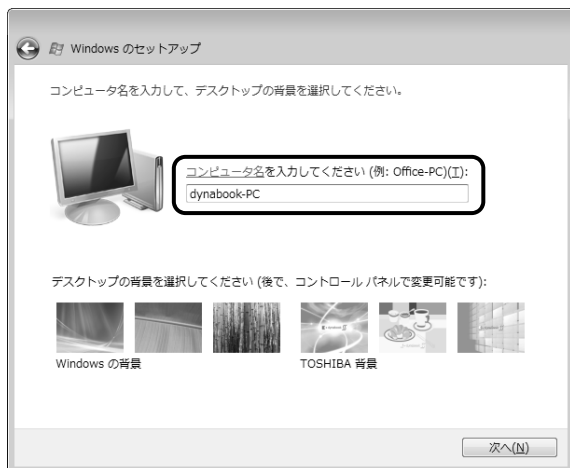 Windows のセットアップ
コンピュータ名を入力して、デスクトップの背景を選択してください。
コンピュータ名を入力してください (例: Office-PC)(T):
dynabook-PC
デスクトップの背景を選択してください (後で、コントロール パネルで変更可能です):
Windows の背景
TOSHIBA 背景
次へ(N)